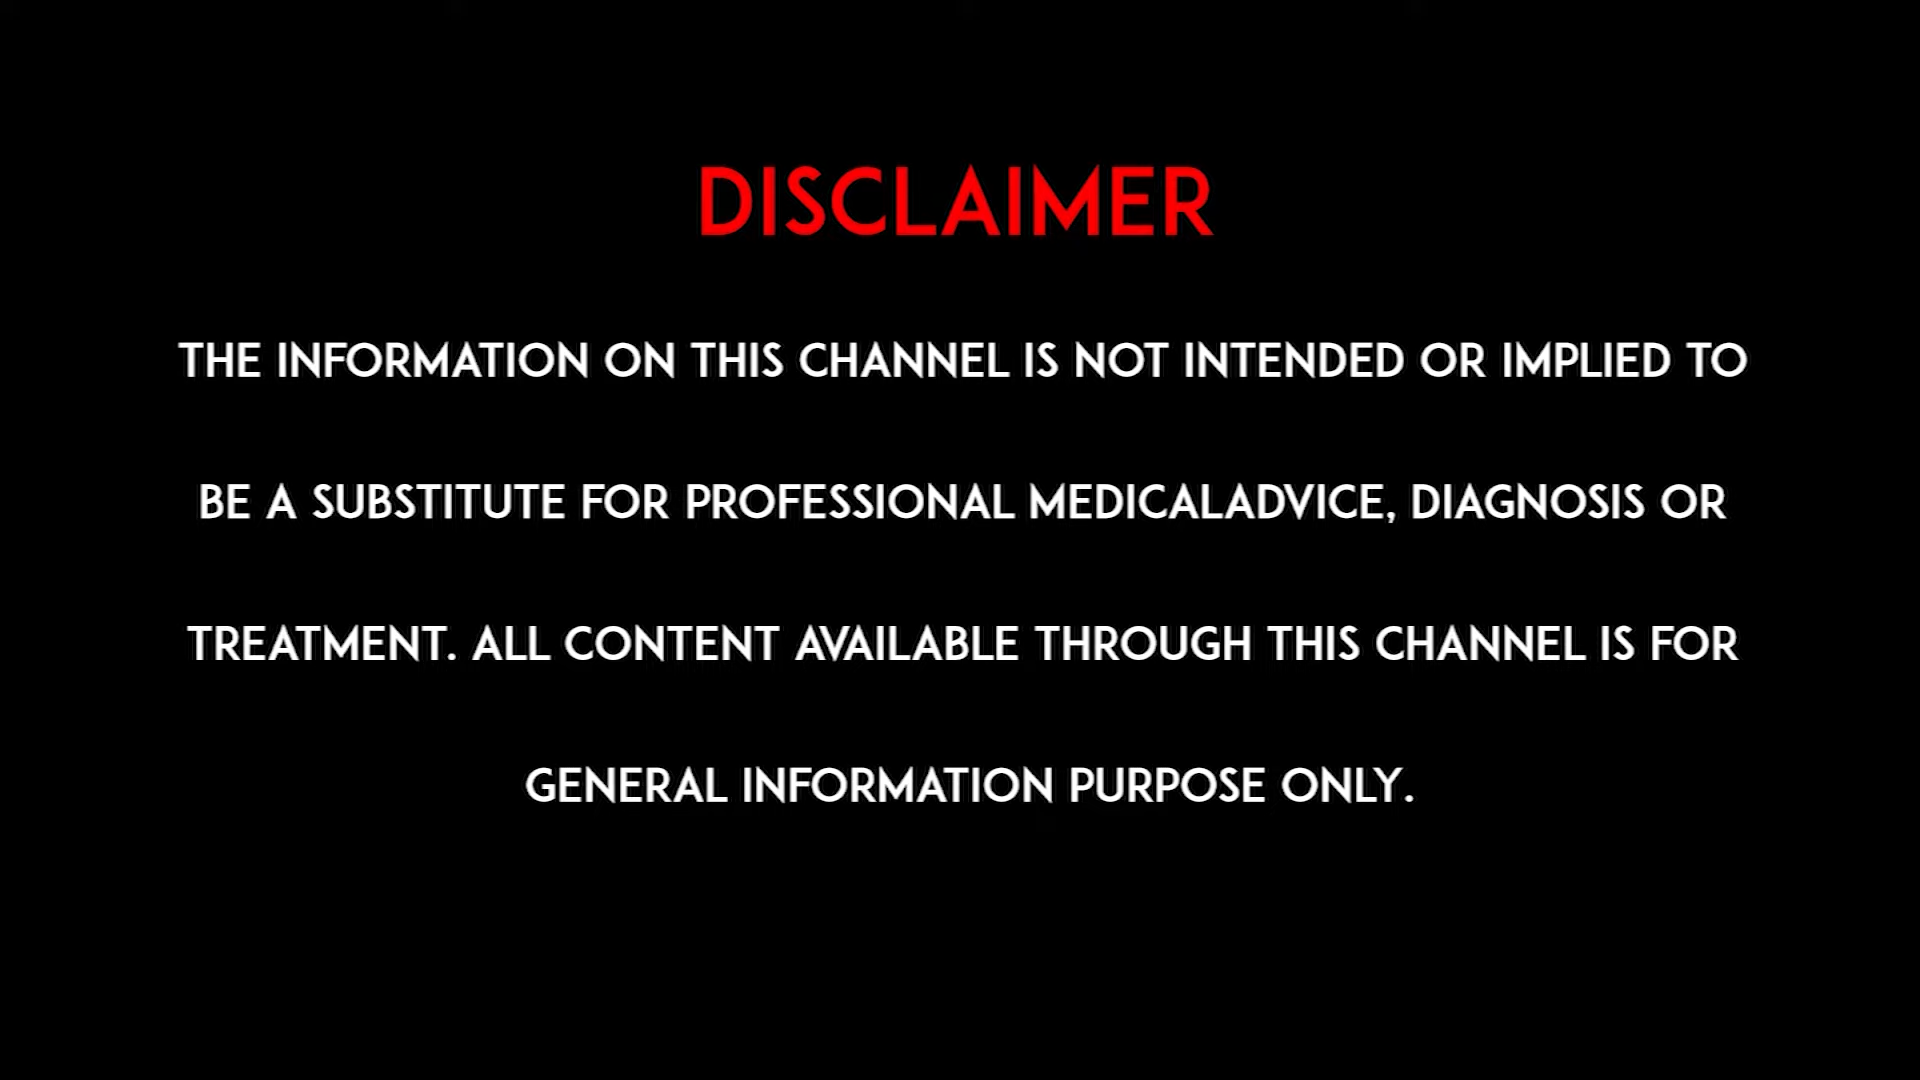 DISCLAIMER
THE INFORMATION ON THIS CHANNEL IS NOT INTENDED OR IMPLIED TO
BE A SUBSTITUTE FOR PROFESSIONAL MEDICALADVICE, DIAGNOSIS OR
TREATMENT. ALL CONTENT AVAILABLE THROUGH THIS CHANNEL IS FOR
GENERAL INFORMATION PURPOSE ONLY.